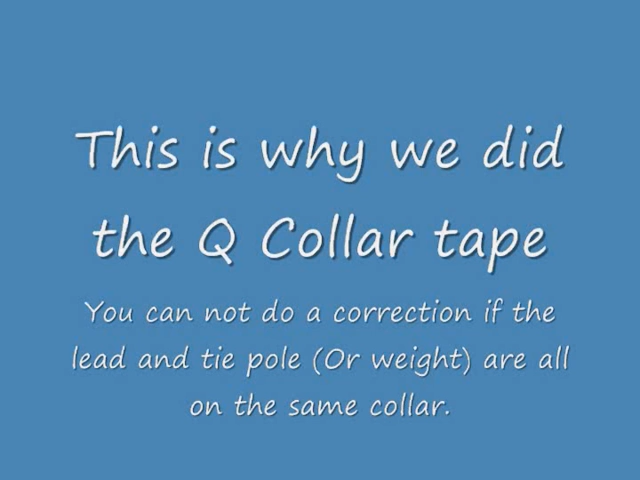 This is why we did
the Q Collar tape
You can not do a correction if the
lead and tie pole (Or weight) are all
on the same collar.